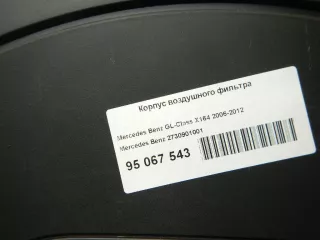 Корпус воздушного фильтра
Mercedes Benz GL-Class X164 2006-2012
Mercedes Benz 2730901001
95 067 543